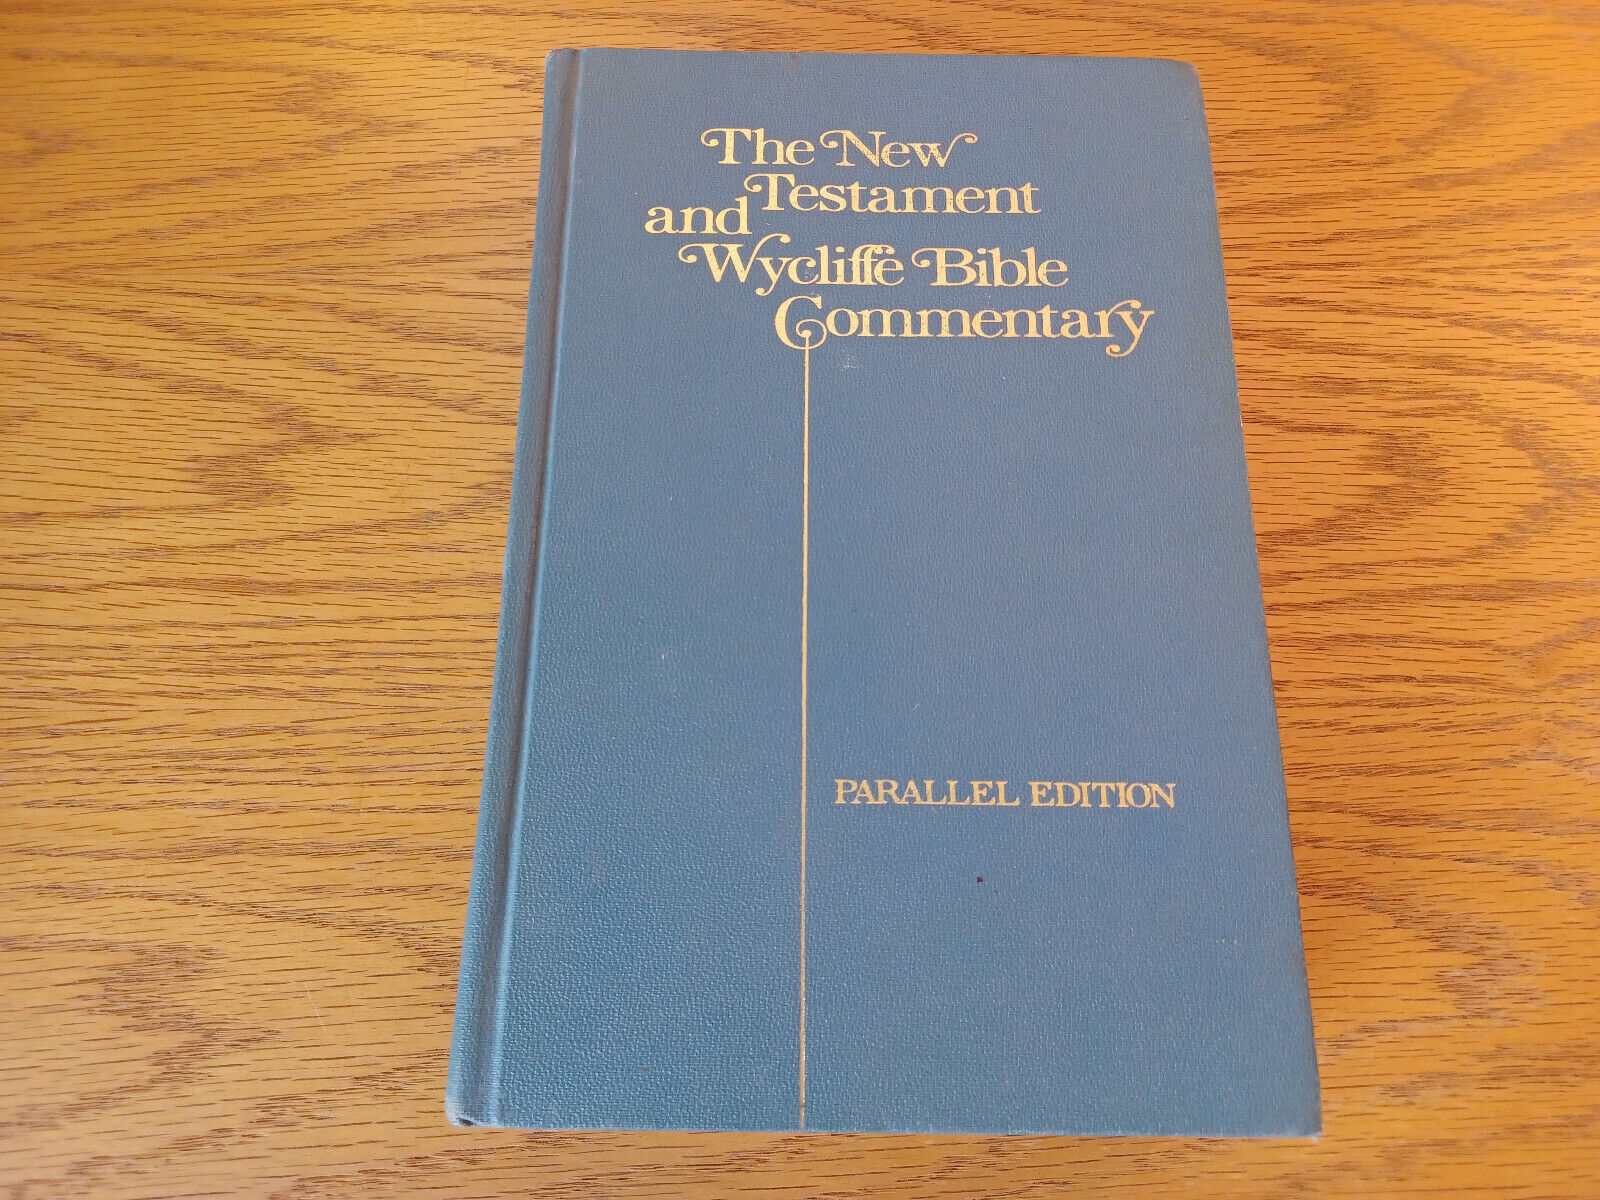 The New
Testament
and
Wycliffe Bible
Commentary
PARALLEL EDITION